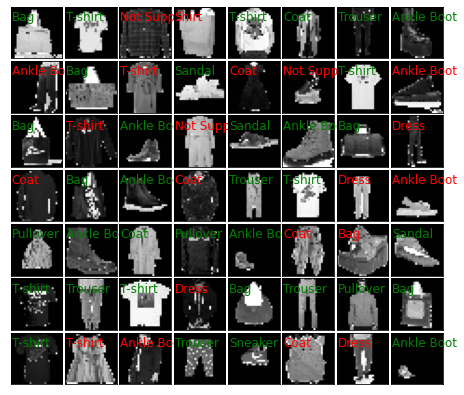 Bag T-shirt Not Supp Shirt T-shirt Coat Trouser Ankle Boot
Ankle Bo Bag T-shirt Sandal Coat Not Supp T-shirt Ankle Boot
Bag T-shirt Ankle Bo Not Supp Sandal Ankle Bo Bag Dress
Coat Bag Ankle Bo Coat Trouser T-shirt Dress Ankle Boot
Pullover Ankle Bo Coat Pullover Ankle Bo Coat Bag Sandal
T-shirt Trouser T-shirt Dress Bag Trouser Pullover Bag
T-shirt T-shirt Ankle Bo Trouser Sneaker Coat Dress Ankle Boot